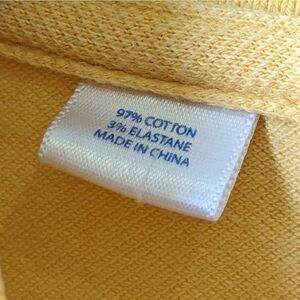 97% COTTON
3% ELASTANE
MADE IN CHINA